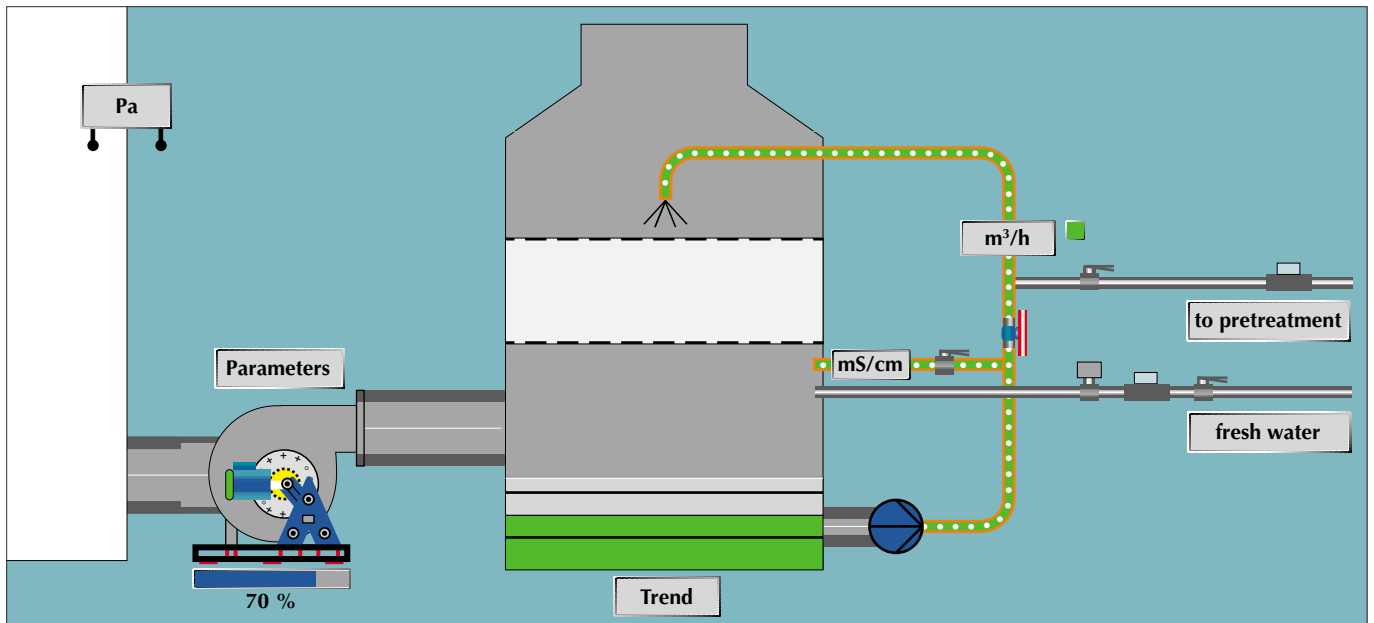 Pa
m³/h
to pretreatment
Parameters
mS/cm
fresh water
70 %
Trend